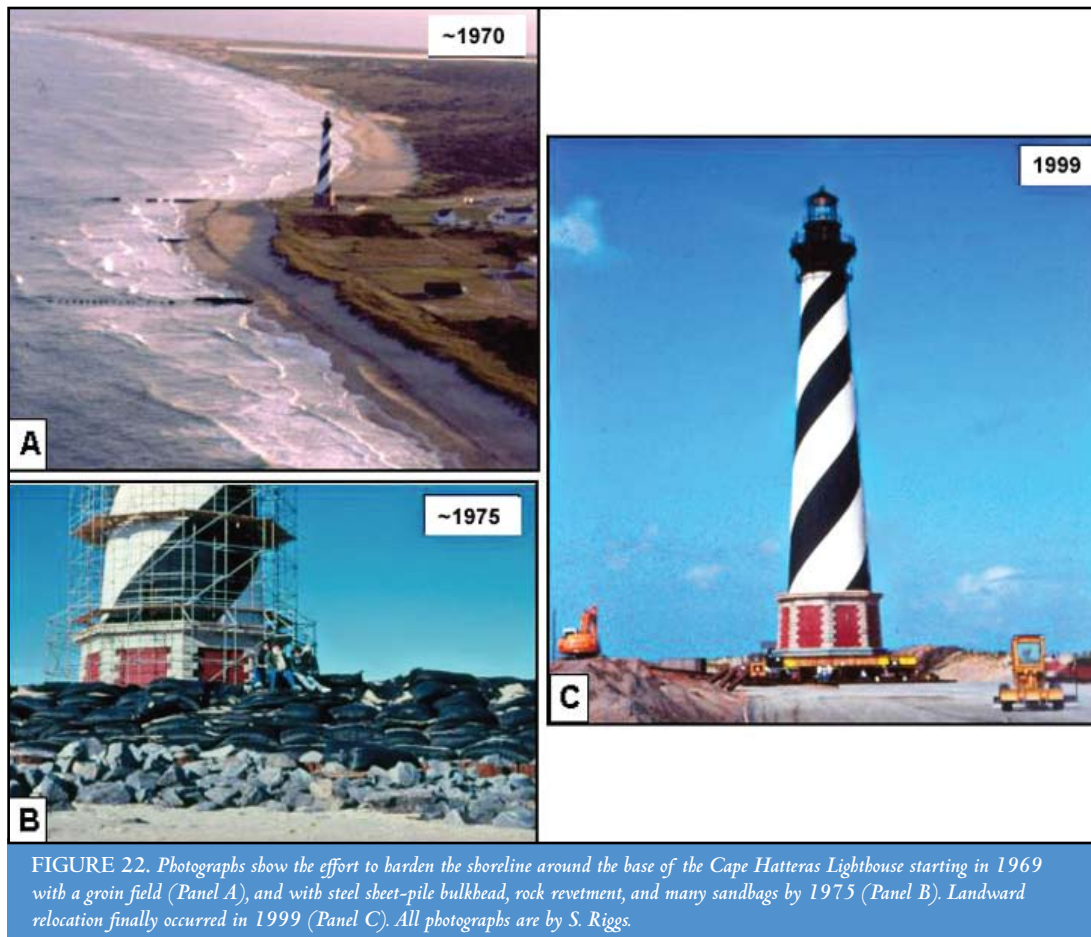 ~1970
A
~1975
B
1999
C
FIGURE 22. Photographs show the effort to harden the shoreline around the base of the Cape Hatteras Lighthouse starting in 1969
with a groin field (Panel A), and with steel sheet-pile bulkhead, rock revetment, and many sandbags by 1975 (Panel B). Landward
relocation finally occurred in 1999 (Panel C). All photographs are by S. Riggs.